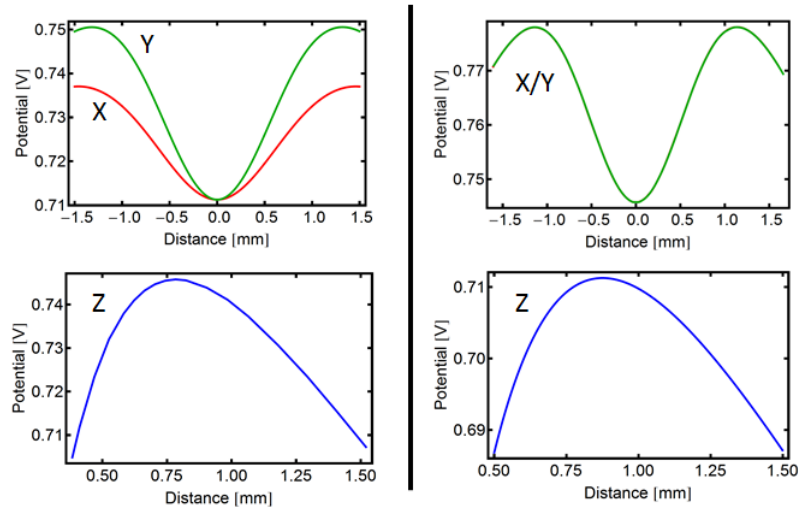 0.75
0.74
0.73
0.72
0.71
Potential [V]
Y
X
−1.5 −1.0 −0.5 0.0 0.5 1.0 1.5
Distance [mm]
0.77
0.76
0.75
Potential [V]
X/Y
−1.5 −1.0 −0.5 0.0 0.5 1.0 1.5
Distance [mm]
0.74
0.73
0.72
0.71
Potential [V]
Z
0.50 0.75 1.00 1.25 1.50
Distance [mm]
0.71
0.70
0.69
Potential [V]
Z
0.50 0.75 1.00 1.25 1.50
Distance [mm]